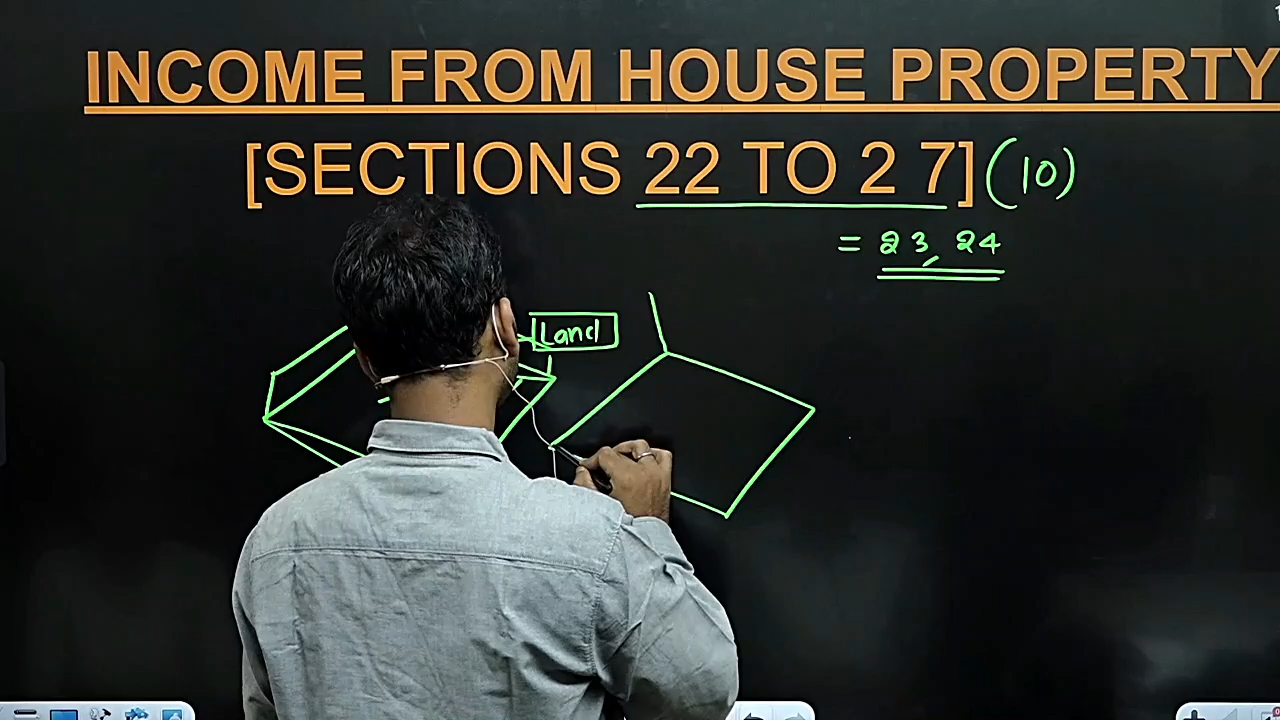 INCOME FROM HOUSE PROPERTY
[SECTIONS 22 TO 2 7] (10)
= 23, 24
Land